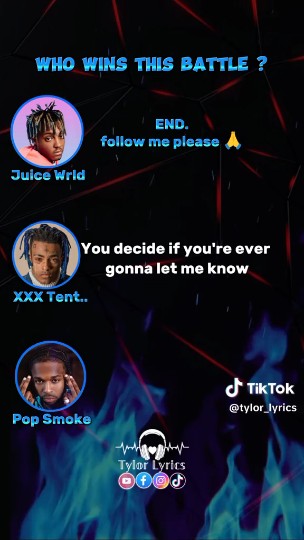 WHO WINS THIS BATTLE ?
END.
follow me please 🙏
Juice Wrld
You decide if you're ever
gonna let me know
XXX Tent..
Pop Smoke
TikTok
@tylor_lyrics
Tylor Lyrics